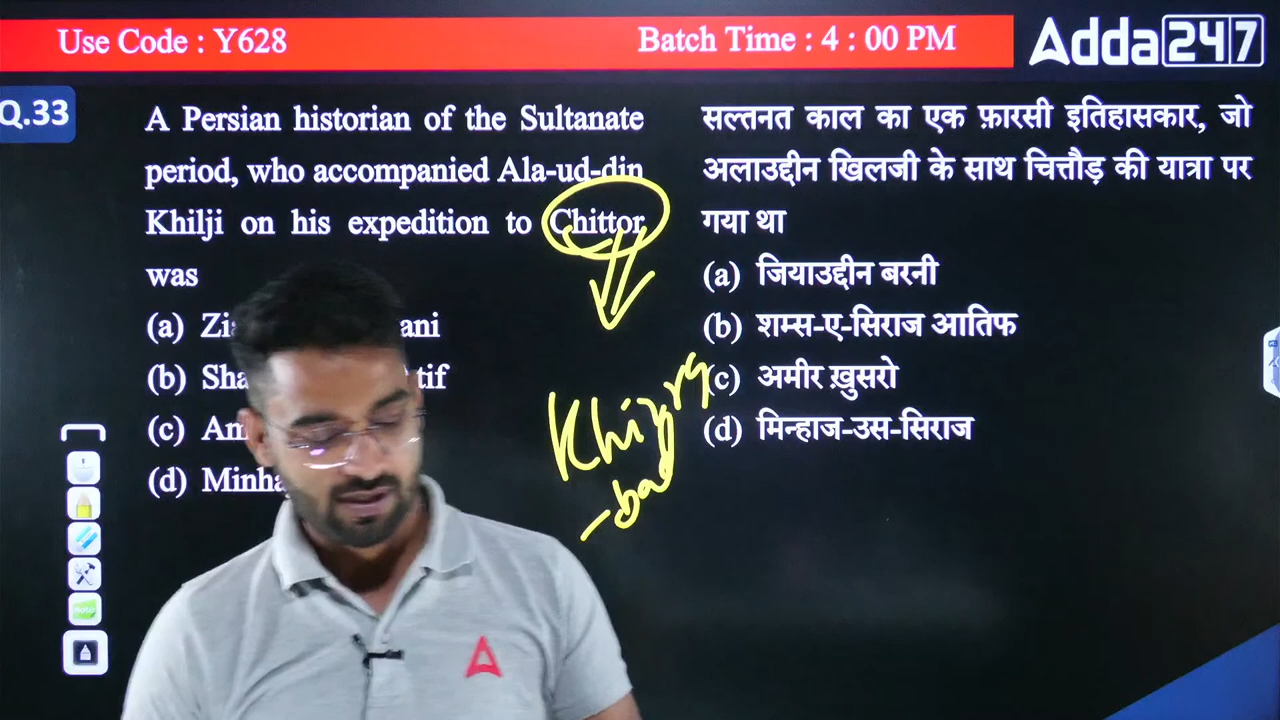 Use Code : Y628
Batch Time : 4 : 00 PM
Adda247
Q.33
A Persian historian of the Sultanate
period, who accompanied Ala-ud-din
Khilji on his expedition to Chittor
was
(a) Zia ani
(b) Sha tif
(c) Am
(d) Minha
सल्तनत काल का एक फ़ारसी इतिहासकार, जो
अलाउद्दीन खिलजी के साथ चित्तौड़ की यात्रा पर
गया था
(a) जियाउद्दीन बरनी
(b) शम्स-ए-सिराज आतिफ
(c) अमीर ख़ुसरो
(d) मिन्हाज-उस-सिराज
Khizra
-bad